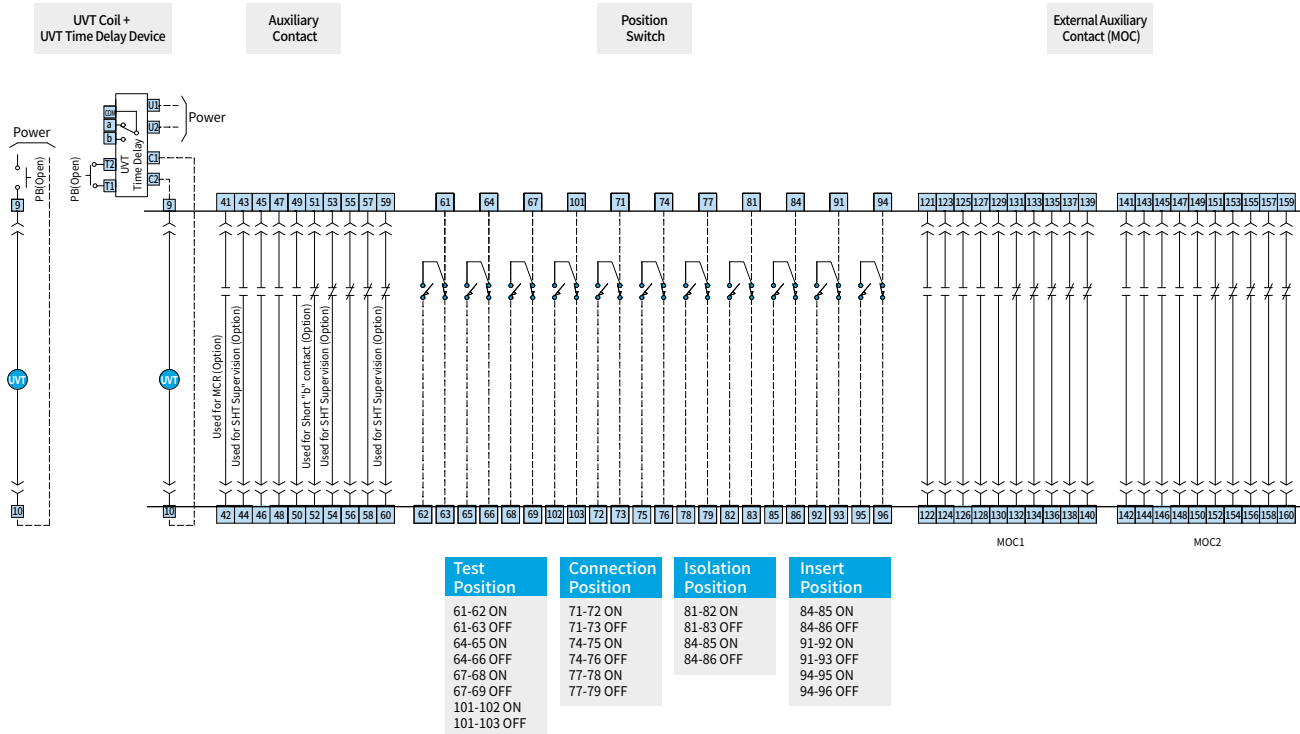 UVT Coil +
UVT Time Delay Device
Auxiliary
Contact
Position
Switch
External Auxiliary
Contact (MOC)
Power
PB(Open)
9
UVT
10
PB(Open)
COM
a
b
T2
T1
UVT
Time Delay
U1
U2
C1
C2
Power
9
UVT
10
41 43 45 47 49 51 53 55 57 59
Used for MCR (Option)
Used for SHT Supervision (Option)
Used for Short "b" contact (Option)
Used for SHT Supervision (Option)
Used for SHT Supervision (Option)
42 44 46 48 50 52 54 56 58 60
61 64 67 101 71 74 77 81 84 91 94
62 63 65 66 68 69 102 103 72 73 75 76 78 79 82 83 85 86 92 93 95 96
121 123 125 127 129 131 133 135 137 139
122 124 126 128 130 132 134 136 138 140
MOC1
141 143 145 147 149 151 153 155 157 159
142 144 146 148 150 152 154 156 158 160
MOC2
Test
Position
61-62 ON
61-63 OFF
64-65 ON
64-66 OFF
67-68 ON
67-69 OFF
101-102 ON
101-103 OFF
Connection
Position
71-72 ON
71-73 OFF
74-75 ON
74-76 OFF
77-78 ON
77-79 OFF
Isolation
Position
81-82 ON
81-83 OFF
84-85 ON
84-86 OFF
Insert
Position
84-85 ON
84-86 OFF
91-92 ON
91-93 OFF
94-95 ON
94-96 OFF